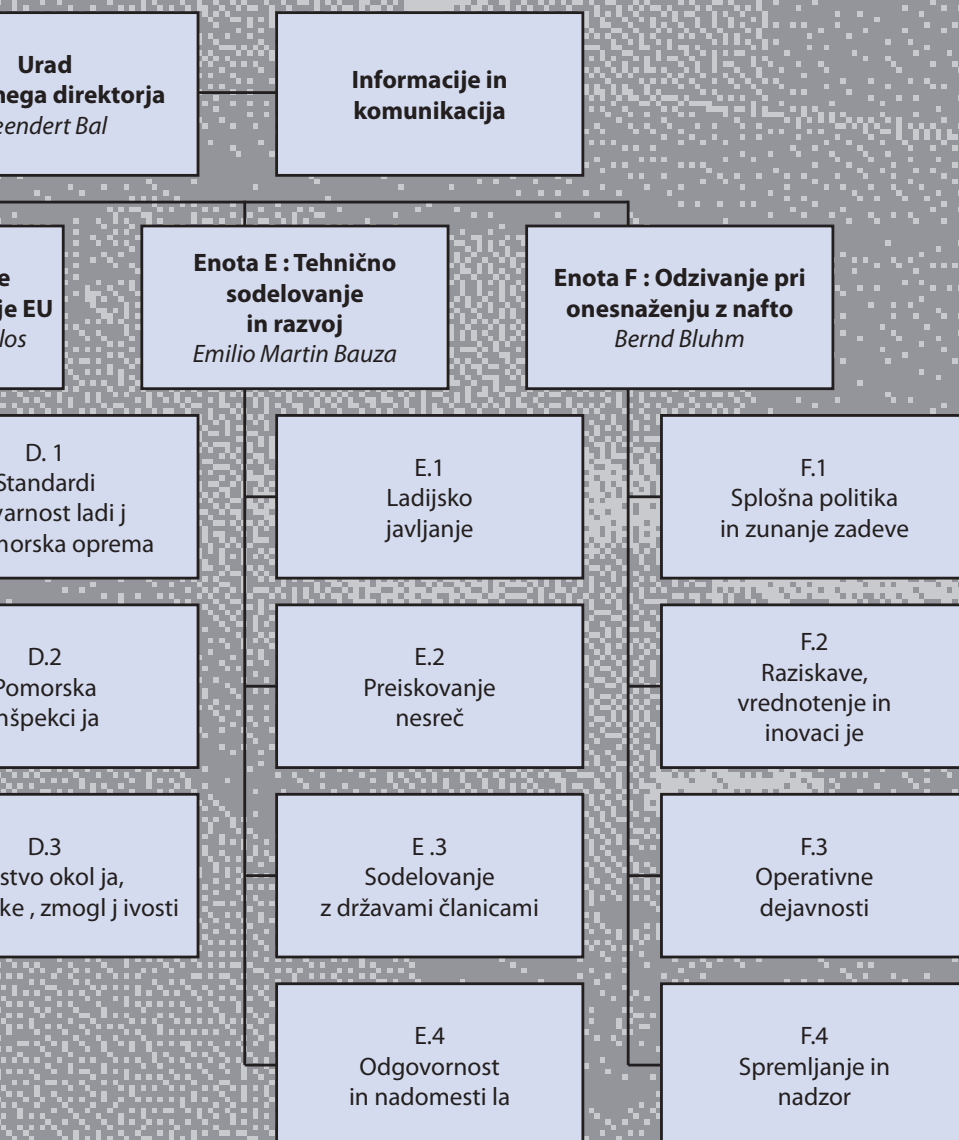 Urad
nega direktorja
eendert Bal
Informacije in
komunikacija
e
je EU
los
Enota E : Tehnično
sodelovanje
in razvoj
Emilio Martin Bauza
Enota F : Odzivanje pri
onesnaženju z nafto
Bernd Bluhm
D. 1
Standardi
varnost ladi j
norska oprema
D.2
Pomorska
nšpekci ja
D.3
stvo okol ja,
ke , zmogl j ivosti
E.1
Ladijsko
javljanje
E.2
Preiskovanje
nesreč
E .3
Sodelovanje
z državami članicami
E.4
Odgovornost
in nadomesti la
F.1
Splošna politika
in zunanje zadeve
F.2
Raziskave,
vrednotenje in
inovaci je
F.3
Operativne
dejavnosti
F.4
Spremljanje in
nadzor